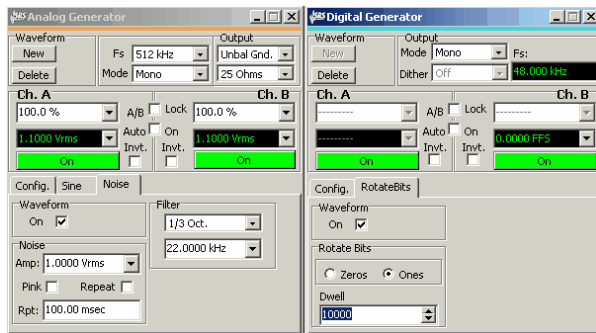 SRS Analog Generator
Waveform
New
Delete
Fs 512 kHz
Mode Mono
Output
Unbal Gnd.
25 Ohms
Ch. A
Ch. B
100.0 %
A/B Lock
100.0 %
1.1000 Vrms
Auto On
1.1000 Vrms
Invt. Invt.
On
On
Config. Sine Noise
Waveform
On
Noise
Amp: 1.0000 Vrms
Pink Repeat
Rpt: 100.00 msec
Filter
1/3 Oct.
22.0000 kHz
SRS Digital Generator
Waveform
New
Delete
Output
Mode Mono
Fs:
Dither Off
48.000 kHz
Ch. A
Ch. B
---------
A/B Lock
---------
---------
Auto On
0.0000 FFS
Invt. Invt.
On
On
Config. RotateBits
Waveform
On
Rotate Bits
Zeros Ones
Dwell
10000